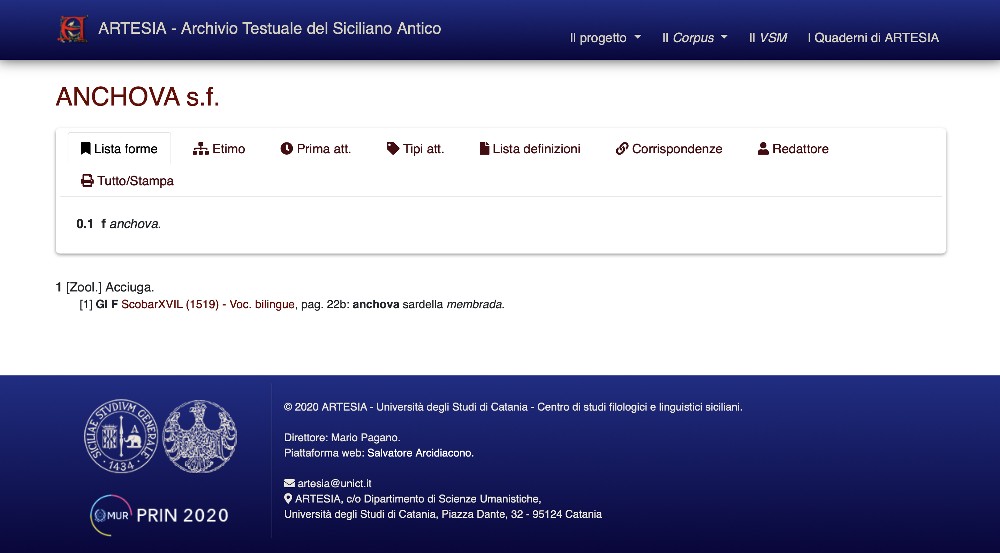 ARTESIA - Archivio Testuale del Siciliano Antico
Il progetto Il Corpus Il VSM I Quaderni di ARTESIA
ANCHOVA s.f.
Lista forme Etimo Prima att. Tipi att. Lista definizioni Corrispondenze Redattore
Tutto/Stampa
0.1 f anchova.
1 [Zool.] Acciuga.
[1] Gl F ScobarXVIL (1519) - Voc. bilingue, pag. 22b: anchova sardella membrada.
SICILIAE STVDIVM GENERALE
A
· 1434 ·
MUR PRIN 2020
© 2020 ARTESIA - Università degli Studi di Catania - Centro di studi filologici e linguistici siciliani.
Direttore: Mario Pagano.
Piattaforma web: Salvatore Arcidiacono.
artesia@unict.it
ARTESIA, c/o Dipartimento di Scienze Umanistiche,
Università degli Studi di Catania, Piazza Dante, 32 - 95124 Catania